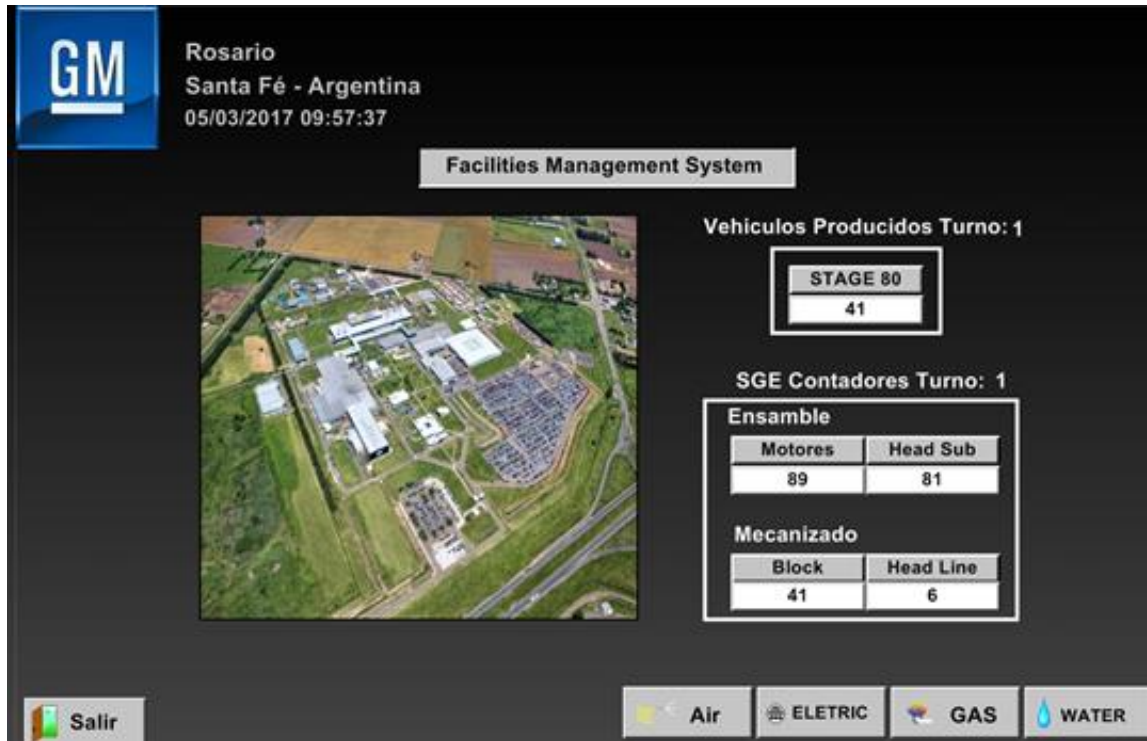 GM
Rosario
Santa Fé - Argentina
05/03/2017 09:57:37
Facilities Management System
Vehiculos Producidos Turno: 1
STAGE 80
41
SGE Contadores Turno: 1
Ensamble
Motores Head Sub
89 81
Mecanizado
Block Head Line
41 6
Salir Air ELETRIC GAS WATER